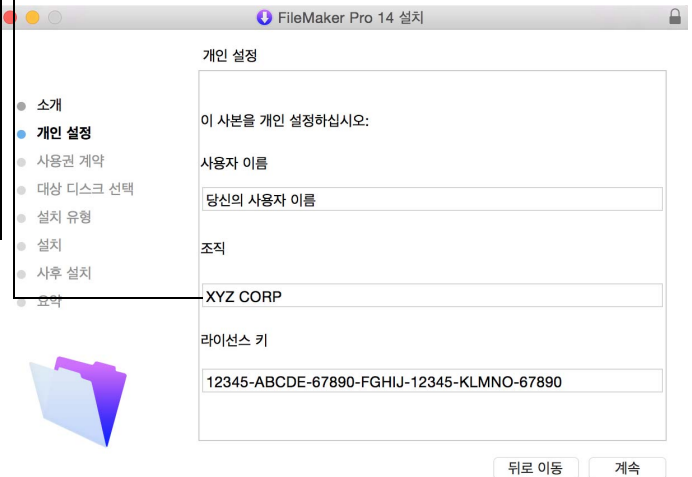 FileMaker Pro 14 설치
개인 설정
소개
개인 설정
사용권 계약
대상 디스크 선택
설치 유형
설치
사후 설치
요약
이 사본을 개인 설정하십시오:
사용자 이름
당신의 사용자 이름
조직
XYZ CORP
라이선스 키
12345-ABCDE-67890-FGHIJ-12345-KLMNO-67890
뒤로 이동
계속